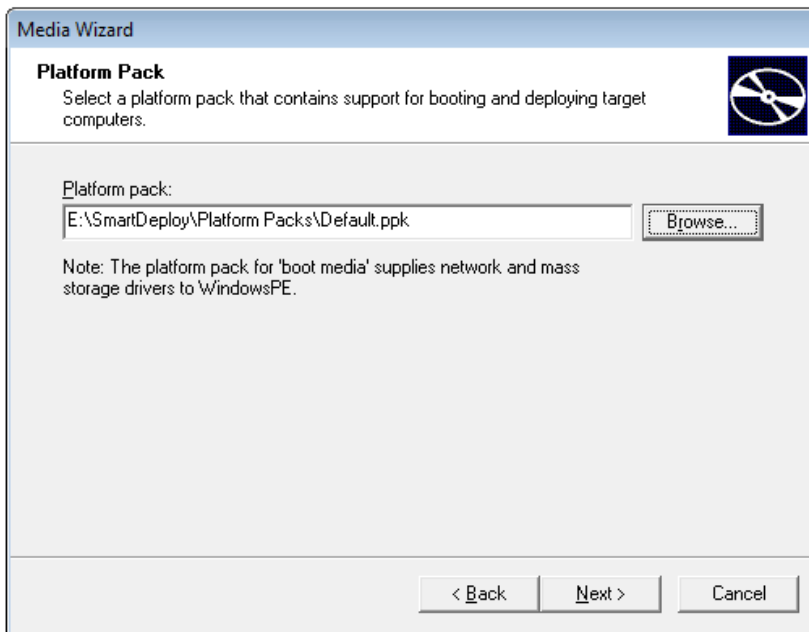 Media Wizard
Platform Pack
Select a platform pack that contains support for booting and deploying target
computers.
Platform pack:
E:\SmartDeploy\Platform Packs\Default.ppk
Browse...
Note: The platform pack for 'boot media' supplies network and mass
storage drivers to WindowsPE.
< Back
Next >
Cancel